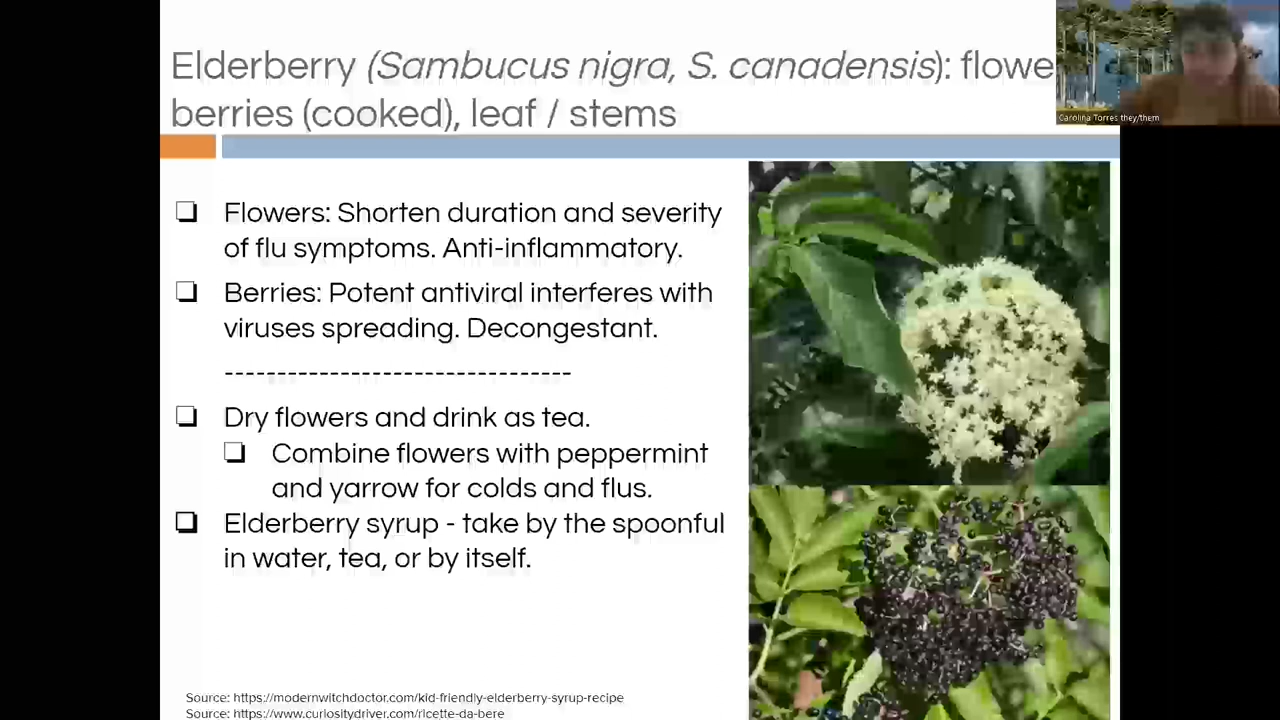 Elderberry (Sambucus nigra, S. canadensis): flowe
berries (cooked), leaf / stems
Carolina Torres they/them
❏ Flowers: Shorten duration and severity
of flu symptoms. Anti-inflammatory.
❏ Berries: Potent antiviral interferes with
viruses spreading. Decongestant.
---------------------------------
❏ Dry flowers and drink as tea.
❏ Combine flowers with peppermint
and yarrow for colds and flus.
❏ Elderberry syrup - take by the spoonful
in water, tea, or by itself.
Source: https://modernwitchdoctor.com/kid-friendly-elderberry-syrup-recipe
Source: https://www.curiositydriver.com/ricette-da-bere